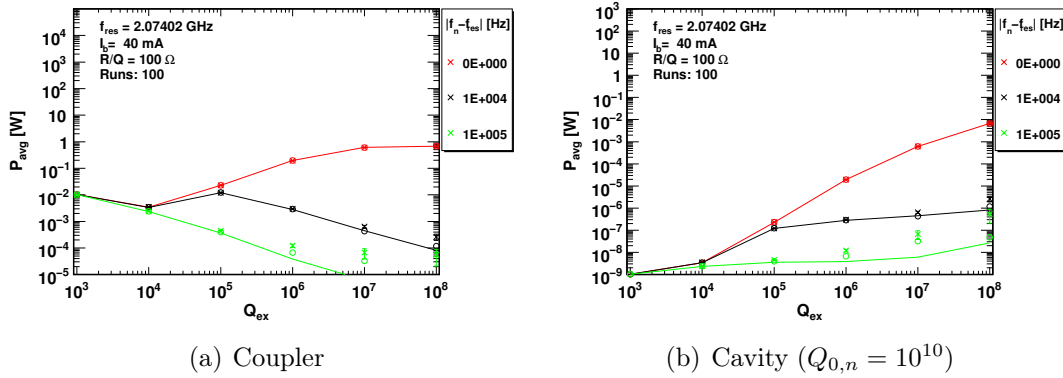 f_res = 2.07402 GHz
I_b= 40 mA
R/Q = 100 Ω
Runs: 100
|f_n-f_res| [Hz]
0E+000
1E+004
1E+005
P_avg [W]
10^4
10^3
10^2
10
1
10^-1
10^-2
10^-3
10^-4
10^-5
10^3 10^4 10^5 10^6 10^7 10^8
Q_ex
(a) Coupler
f_res = 2.07402 GHz
I_b= 40 mA
R/Q = 100 Ω
Runs: 100
|f_n-f_res| [Hz]
0E+000
1E+004
1E+005
P_avg [W]
10^2
10
1
10^-1
10^-2
10^-3
10^-4
10^-5
10^-6
10^-7
10^-8
10^-9
10^3 10^4 10^5 10^6 10^7 10^8
Q_ex
(b) Cavity (Q_{0,n} = 10^10)